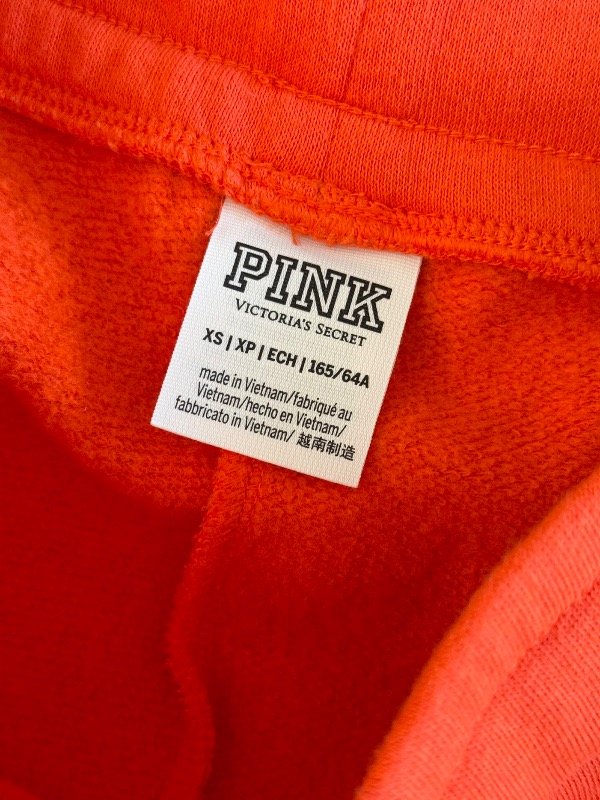 PINK
VICTORIA'S SECRET
XS | XP | ECH | 165/64A
made in Vietnam/fabriqué au
Vietnam/hecho en Vietnam/
fabbricato in Vietnam/ 越南制造